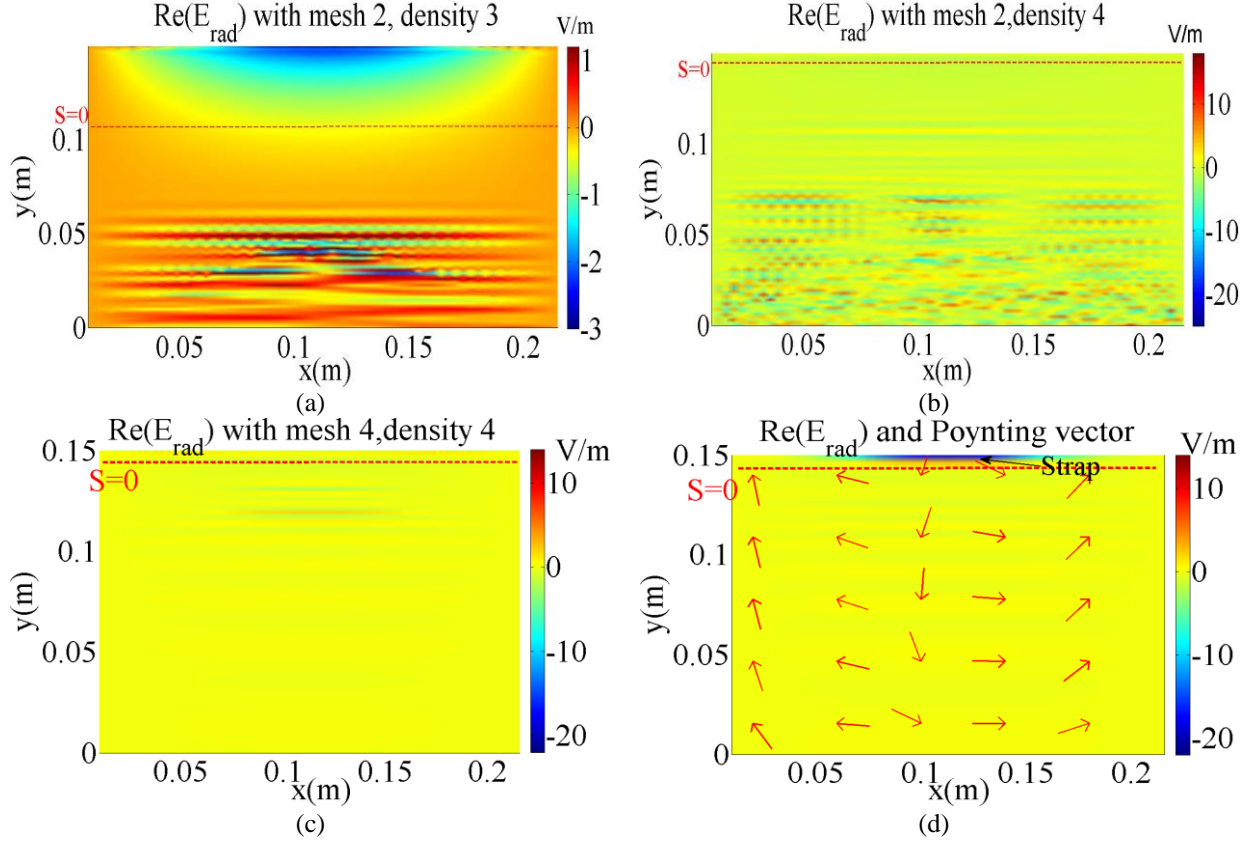 Re(E_rad) with mesh 2, density 3
V/m
1
0
-1
-2
-3
S=0
0.1
0.05
0
y(m)
0.05
0.1
0.15
0.2
x(m)
(a)
Re(E_rad) with mesh 2,density 4
V/m
10
0
-10
-20
S=0
0.1
0.05
0
y(m)
0.05
0.1
0.15
0.2
x(m)
(b)
Re(E_rad) with mesh 4,density 4
V/m
10
0
-10
-20
0.15
S=0
0.1
0.05
0
y(m)
0.05
0.1
0.15
0.2
x(m)
(c)
Re(E_rad) and Poynting vector
V/m
10
0
-10
-20
0.15
Strap
S=0
0.1
0.05
0
y(m)
0.05
0.1
0.15
0.2
x(m)
(d)